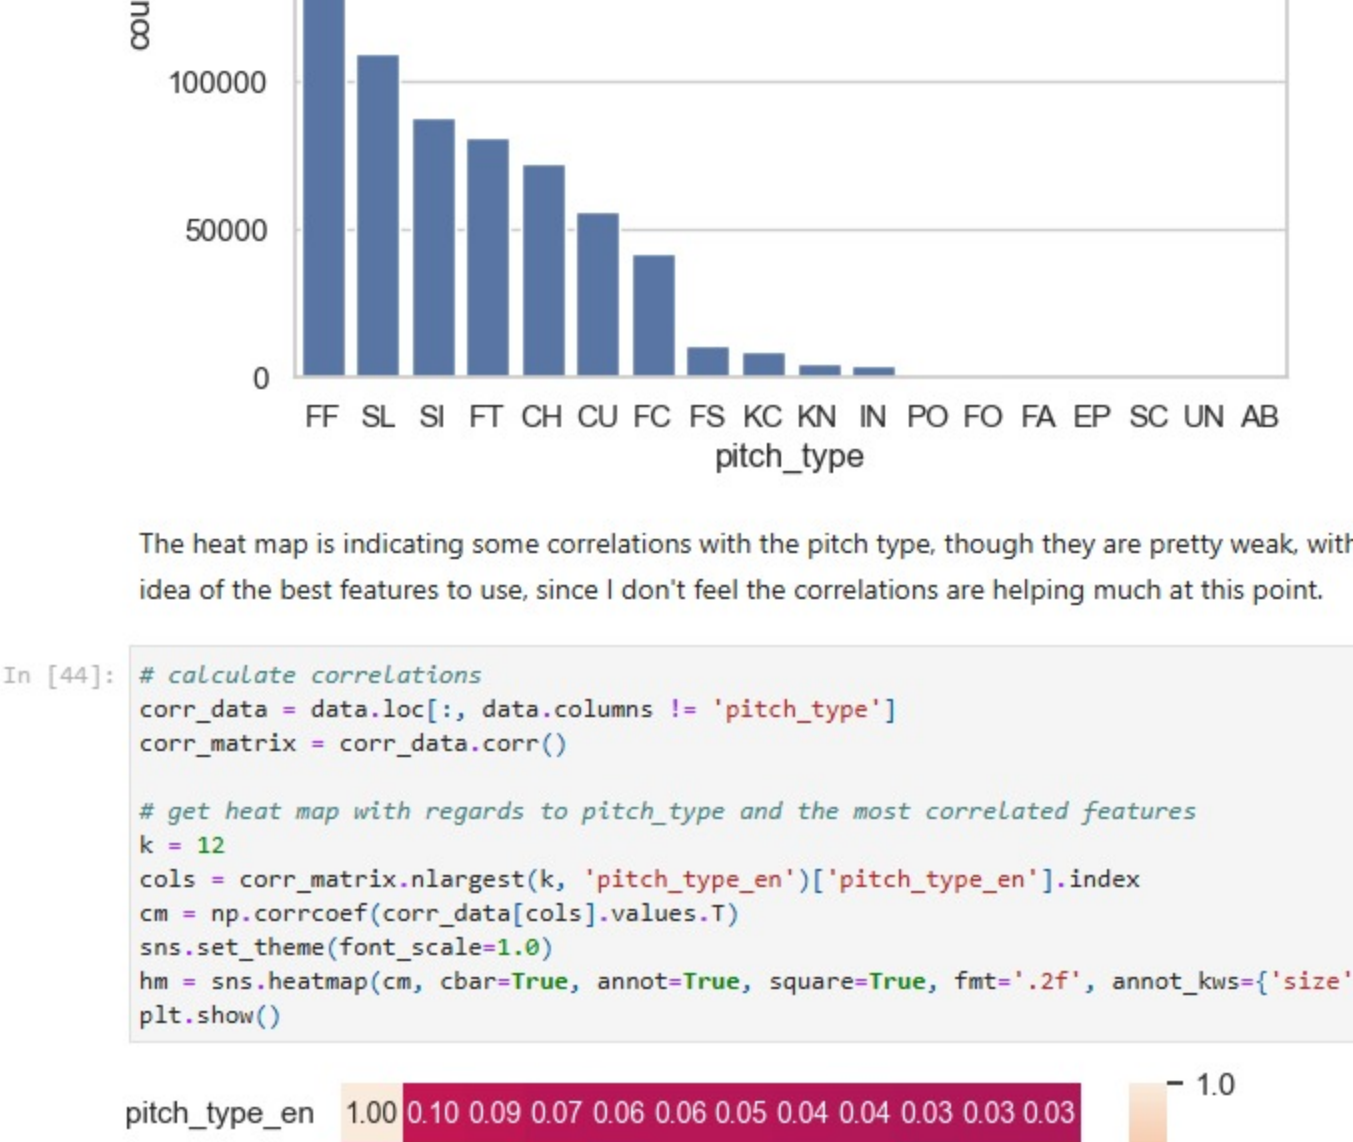 cou
100000
50000
0
FF SL SI FT CH CU FC FS KC KN IN PO FO FA EP SC UN AB
pitch_type
The heat map is indicating some correlations with the pitch type, though they are pretty weak, with
idea of the best features to use, since I don't feel the correlations are helping much at this point.
In [44]:
# calculate correlations
corr_data = data.loc[:, data.columns != 'pitch_type']
corr_matrix = corr_data.corr()
# get heat map with regards to pitch_type and the most correlated features
k = 12
cols = corr_matrix.nlargest(k, 'pitch_type_en')['pitch_type_en'].index
cm = np.corrcoef(corr_data[cols].values.T)
sns.set_theme(font_scale=1.0)
hm = sns.heatmap(cm, cbar=True, annot=True, square=True, fmt='.2f', annot_kws={'size'
plt.show()
pitch_type_en 1.00 0.10 0.09 0.07 0.06 0.06 0.05 0.04 0.04 0.03 0.03 0.03
1.0